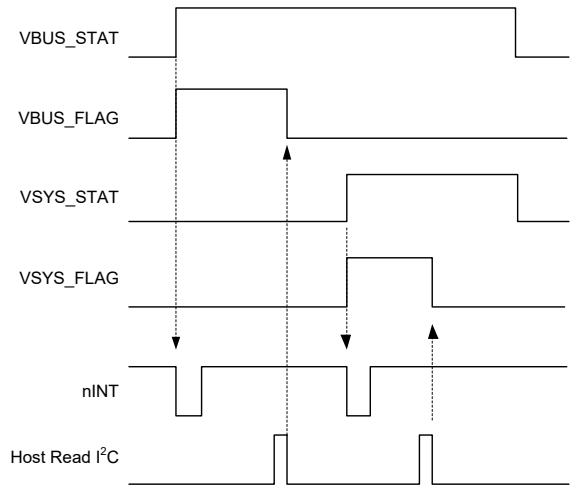 VBUS_STAT
VBUS_FLAG
VSYS_STAT
VSYS_FLAG
nINT
Host Read I²C